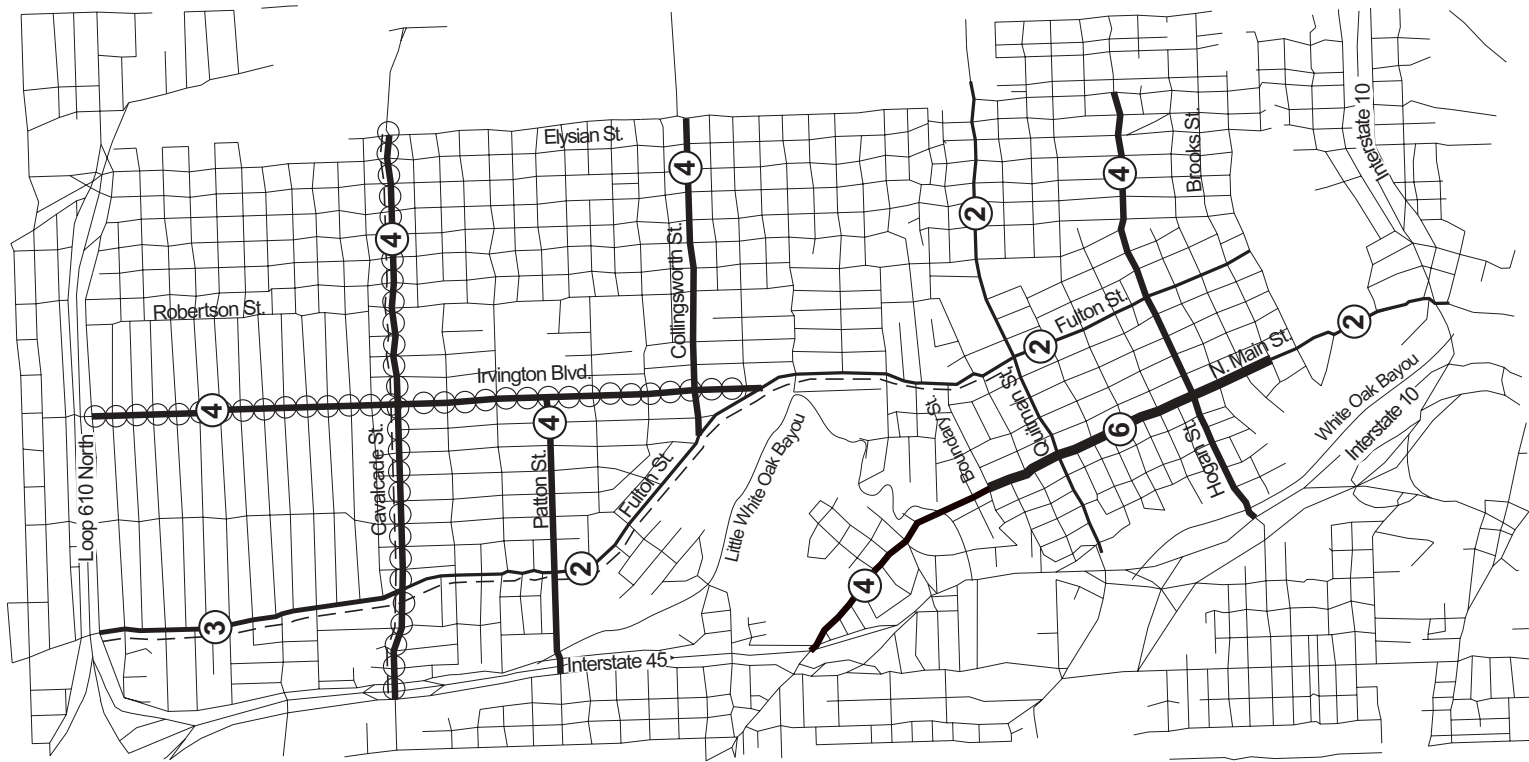 Interstate 10
Elysian St.
Brooks St.
4
4
2
4
Collingsworth St.
Robertson St.
Fulton St.
2
2
N. Main St.
Irvington Blvd.
4
4
Quitman St.
Boundary St.
6
Hogan St.
White Oak Bayou
Interstate 10
Loop 610 North
Cavalcade St.
Patton St.
Fulton St.
Little White Oak Bayou
2
4
3
Interstate 45